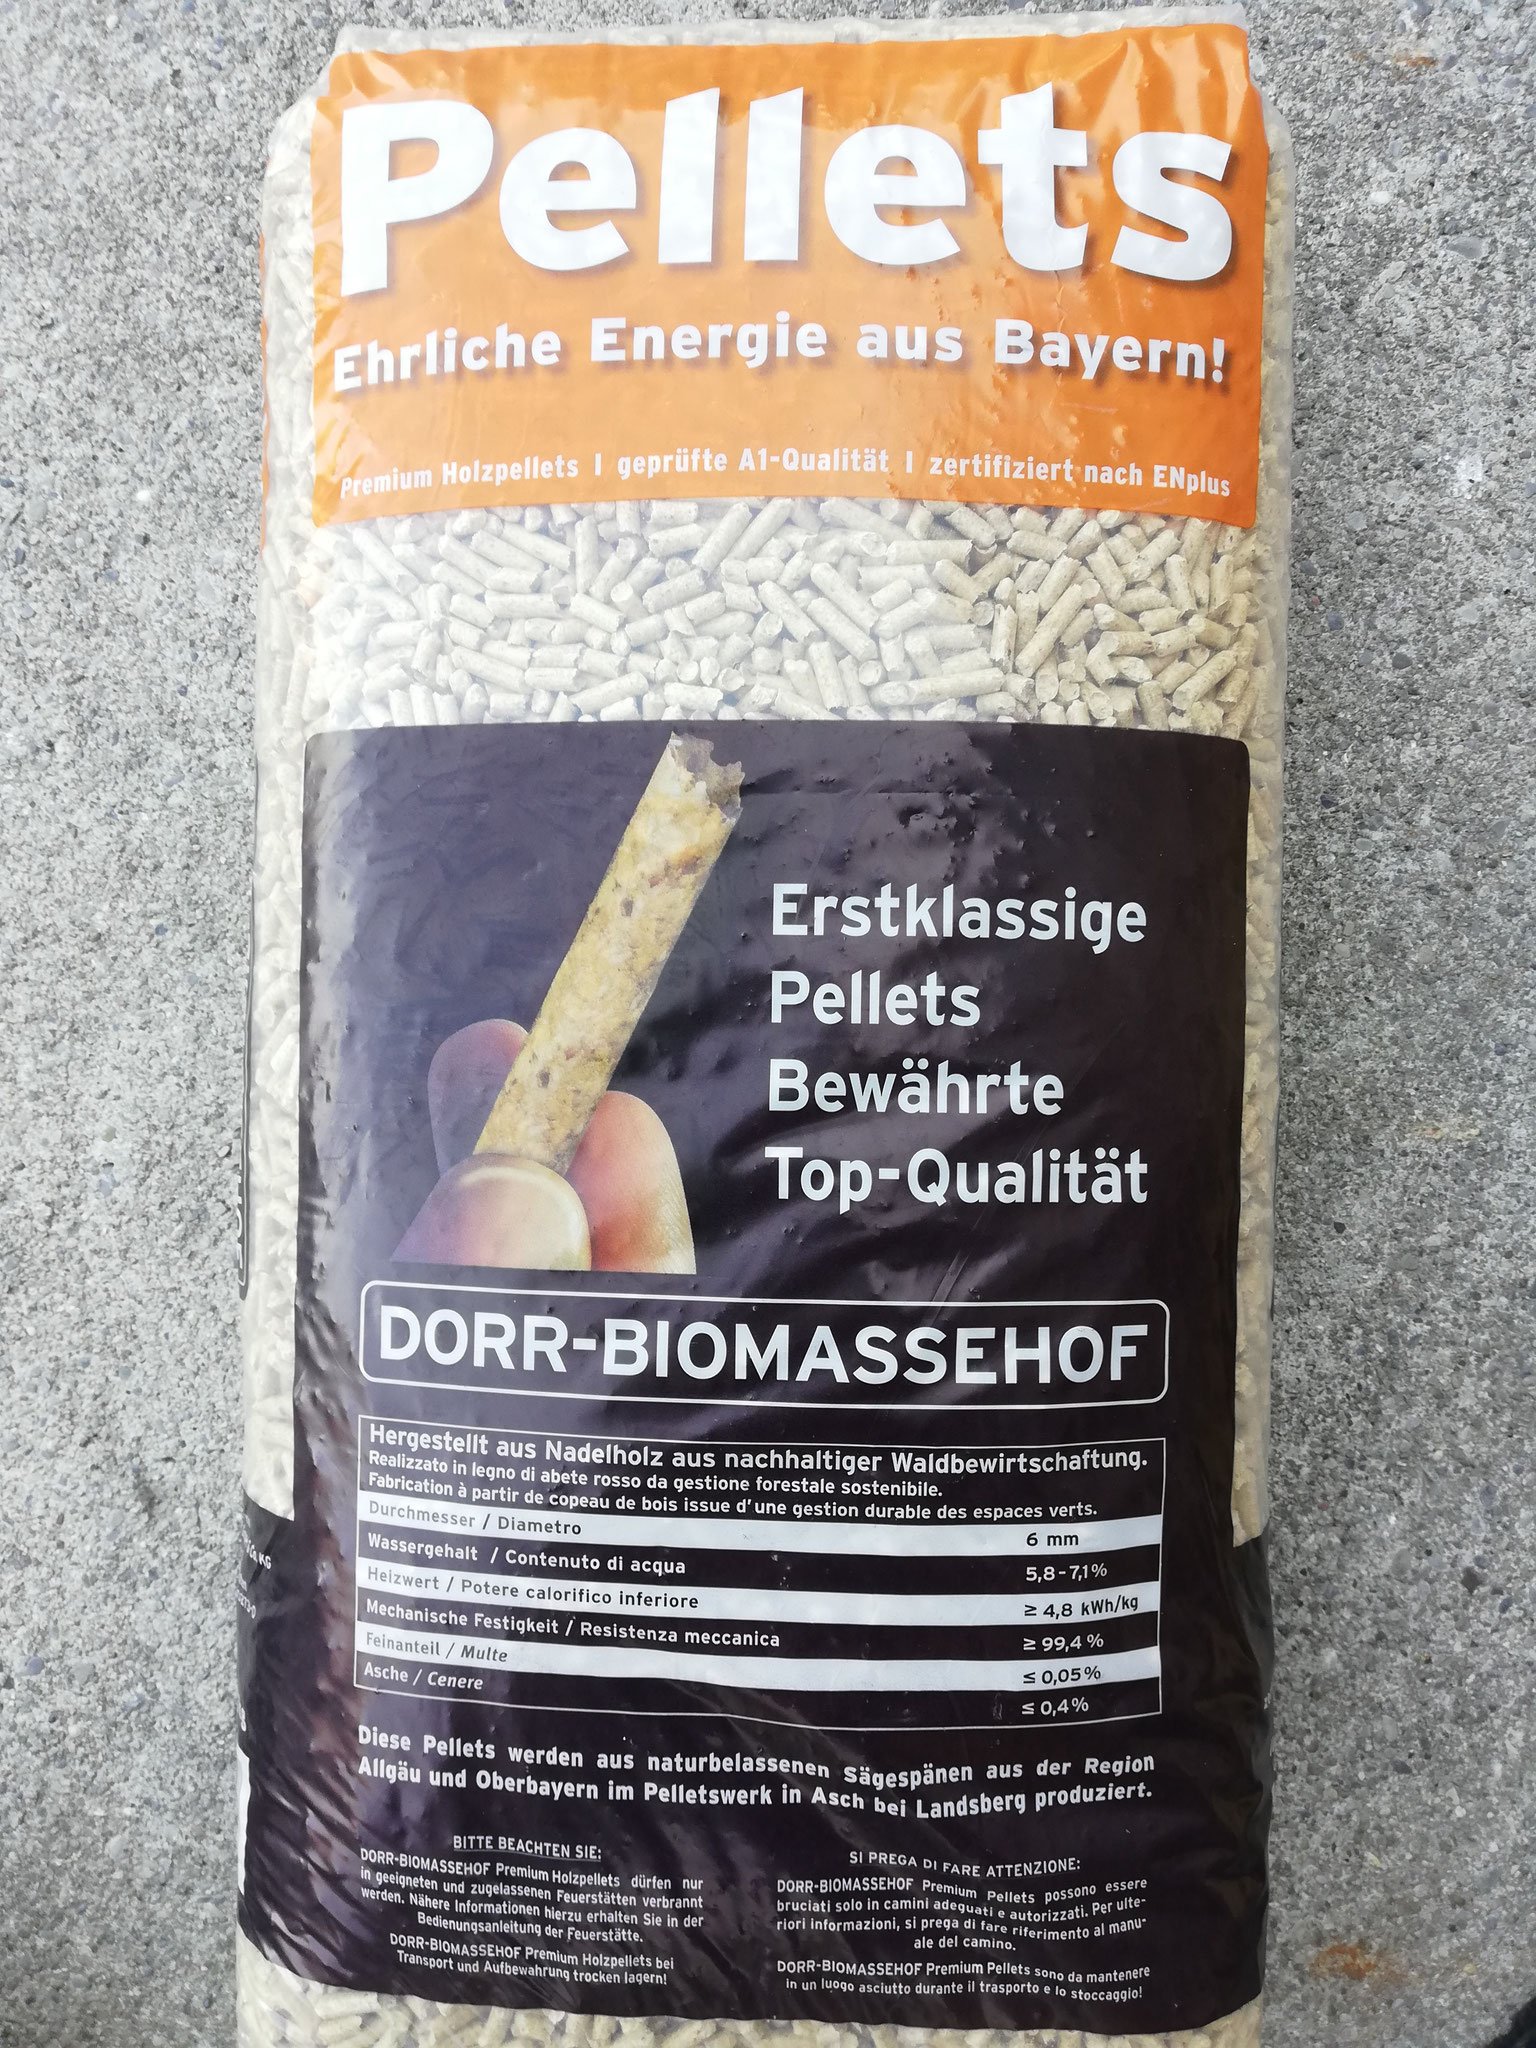 Pellets
Ehrliche Energie aus Bayern!
Premium Holzpellets | geprüfte A1-Qualität | zertifiziert nach ENplus
Erstklassige
Pellets
Bewährte
Top-Qualität
DORR-BIOMASSEHOF
Hergestellt aus Nadelholz aus nachhaltiger Waldbewirtschaftung.
Realizzato in legno di abete rosso da gestione forestale sostenibile.
Fabrication à partir de copeau de bois issue d'une gestion durable des espaces verts.
Durchmesser / Diametro 6 mm
Wassergehalt / Contenuto di acqua 5,8-7,1%
Heizwert / Potere calorifico inferiore ≥ 4,8 kWh/kg
Mechanische Festigkeit / Resistenza meccanica ≥ 99,4 %
Feinanteil / Multe ≤ 0,05%
Asche / Cenere ≤ 0,4%
Diese Pellets werden aus naturbelassenen Sägespänen aus der Region
Allgäu und Oberbayern im Pelletswerk in Asch bei Landsberg produziert.
BITTE BEACHTEN SIE:
DORR-BIOMASSEHOF Premium Holzpellets dürfen nur
in geeigneten und zugelassenen Feuerstätten verbrannt
werden. Nähere Informationen hierzu erhalten Sie in der
Bedienungsanleitung der Feuerstätte.
DORR-BIOMASSEHOF Premium Holzpellets bei
Transport und Aufbewahrung trocken lagern!
SI PREGA DI FARE ATTENZIONE:
DORR-BIOMASSEHOF Premium Pellets possono essere
bruciati solo in camini adeguati e autorizzati. Per ulte-
riori informazioni, si prega di fare riferimento al manu-
ale del camino.
DORR-BIOMASSEHOF Premium Pellets sono da mantenere
in un luogo asciutto durante il trasporto e lo stoccaggio!
KG